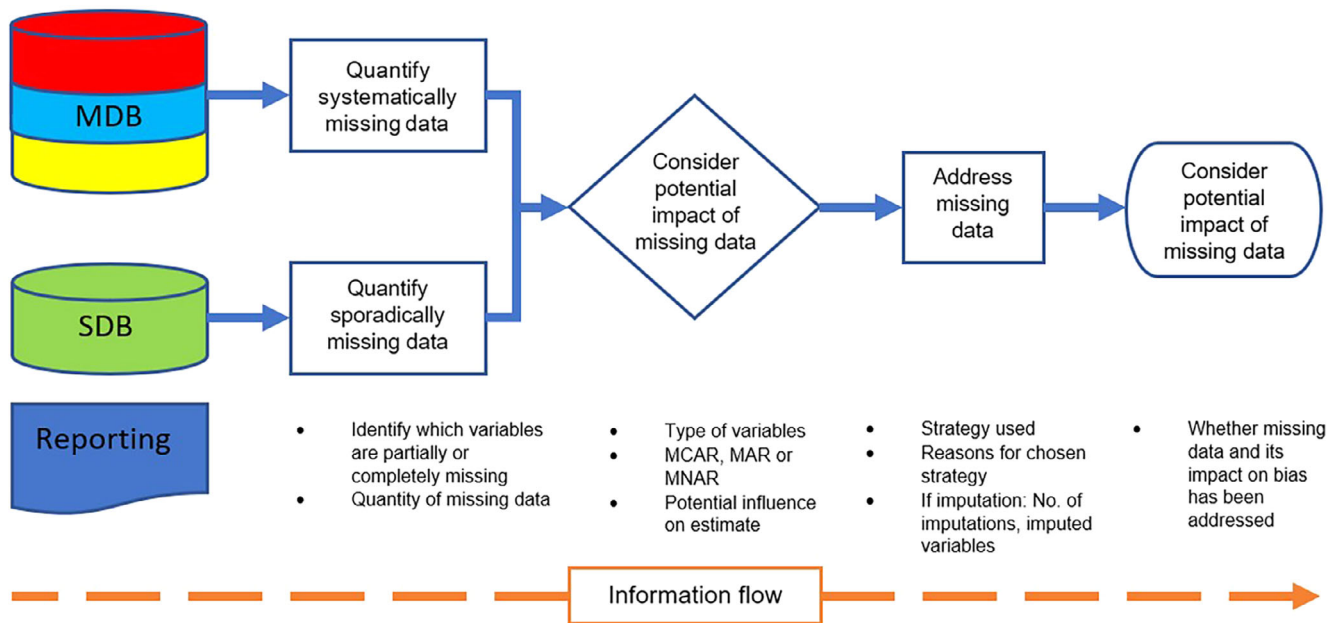 MDB
Quantify
systematically
missing data
Consider
potential
impact of
missing data
Address
missing
data
Consider
potential
impact of
missing data
SDB
Quantify
sporadically
missing data
Reporting
• Identify which variables
are partially or
completely missing
• Quantity of missing data
• Type of variables
• MCAR, MAR or
MNAR
• Potential influence
on estimate
• Strategy used
• Reasons for chosen
strategy
• If imputation: No. of
imputations, imputed
variables
• Whether missing
data and its
impact on bias
has been
addressed
Information flow